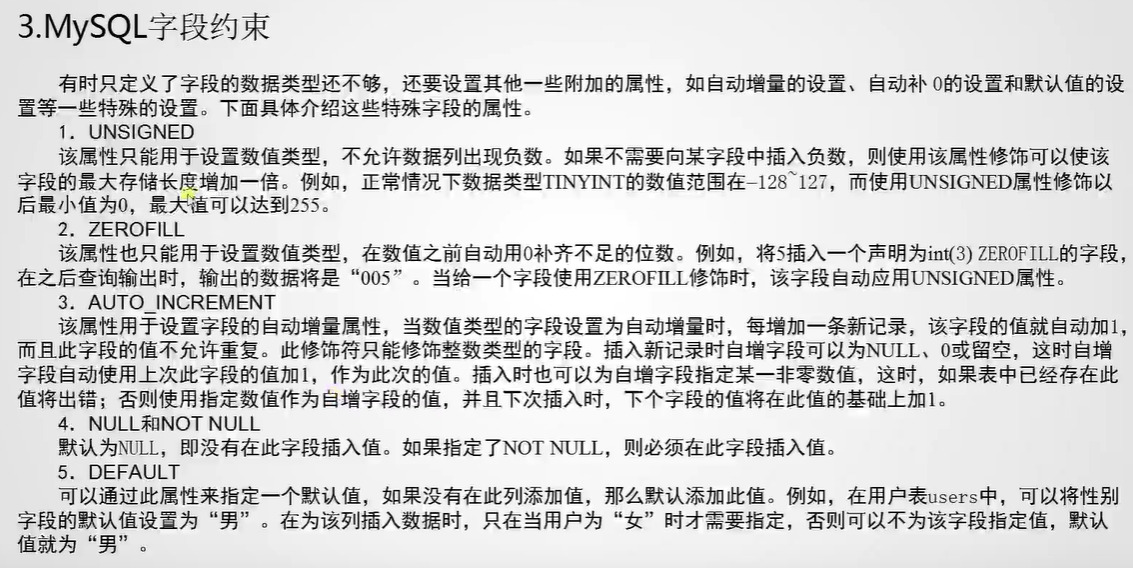 3.MySQL字段约束
有时只定义了字段的数据类型还不够，还要设置其他一些附加的属性，如自动增量的设置、自动补 0的设置和默认值的设
置等一些特殊的设置。下面具体介绍这些特殊字段的属性。
1．UNSIGNED
该属性只能用于设置数值类型，不允许数据列出现负数。如果不需要向某字段中插入负数，则使用该属性修饰可以使该
字段的最大存储长度增加一倍。例如，正常情况下数据类型TINYINT的数值范围在–128~127，而使用UNSIGNED属性修饰以
后最小值为0，最大值可以达到255。
2．ZEROFILL
该属性也只能用于设置数值类型，在数值之前自动用0补齐不足的位数。例如，将5插入一个声明为int(3) ZEROFILL的字段，
在之后查询输出时，输出的数据将是“005”。当给一个字段使用ZEROFILL修饰时，该字段自动应用UNSIGNED属性。
3．AUTO_INCREMENT
该属性用于设置字段的自动增量属性，当数值类型的字段设置为自动增量时，每增加一条新记录，该字段的值就自动加1，
而且此字段的值不允许重复。此修饰符只能修饰整数类型的字段。插入新记录时自增字段可以为NULL、0或留空，这时自增
字段自动使用上次此字段的值加1，作为此次的值。插入时也可以为自增字段指定某一非零数值，这时，如果表中已经存在此
值将出错；否则使用指定数值作为自增字段的值，并且下次插入时，下个字段的值将在此值的基础上加1。
4．NULL和NOT NULL
默认为NULL，即没有在此字段插入值。如果指定了NOT NULL，则必须在此字段插入值。
5．DEFAULT
可以通过此属性来指定一个默认值，如果没有在此列添加值，那么默认添加此值。例如，在用户表users中，可以将性别
字段的默认值设置为“男”。在为该列插入数据时，只在当用户为“女”时才需要指定，否则可以不为该字段指定值，默认
值就为“男”。